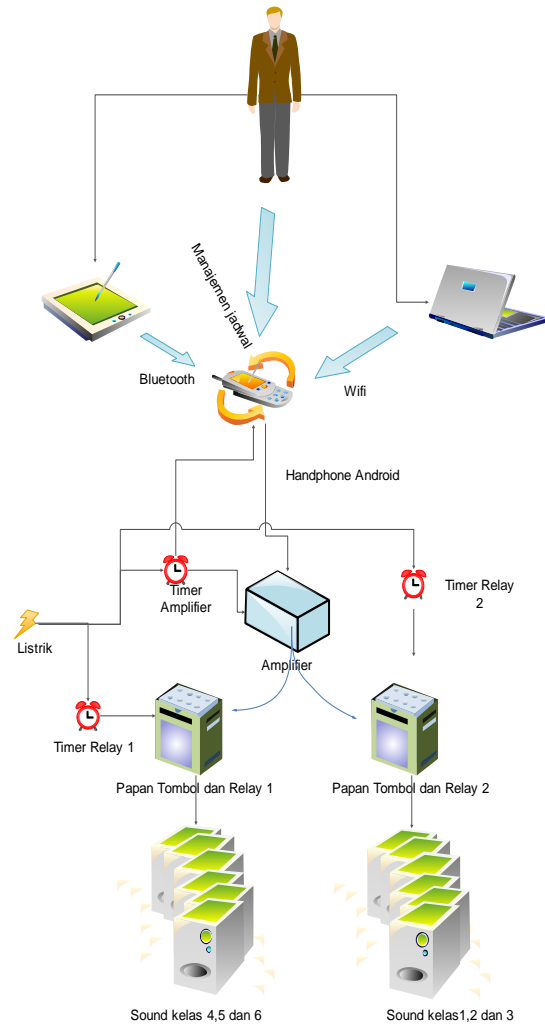 Manajemen jadwal
Bluetooth
Wifi
Handphone Android
Timer
Amplifier
Timer Relay
2
Listrik
Amplifier
Timer Relay 1
Papan Tombol dan Relay 1
Papan Tombol dan Relay 2
Sound kelas 4,5 dan 6
Sound kelas1,2 dan 3